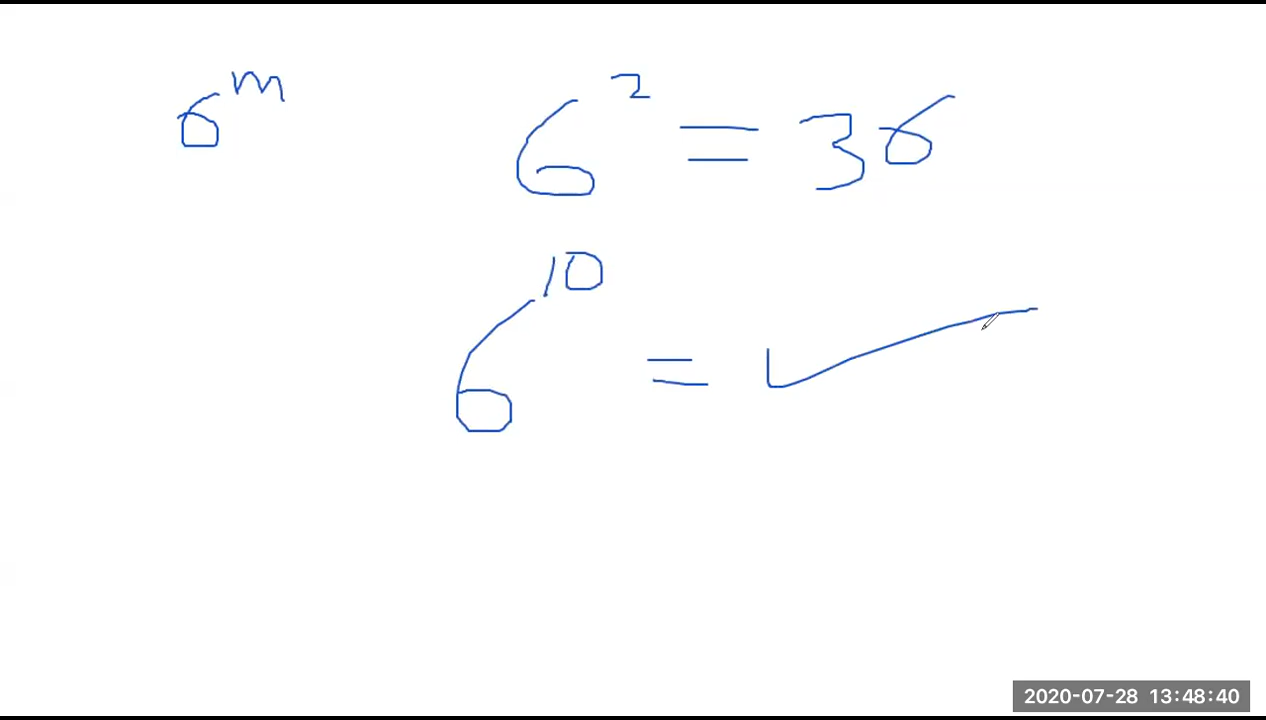 6^m 6^2 = 36
6^10 = ✓
2020-07-28 13:48:40